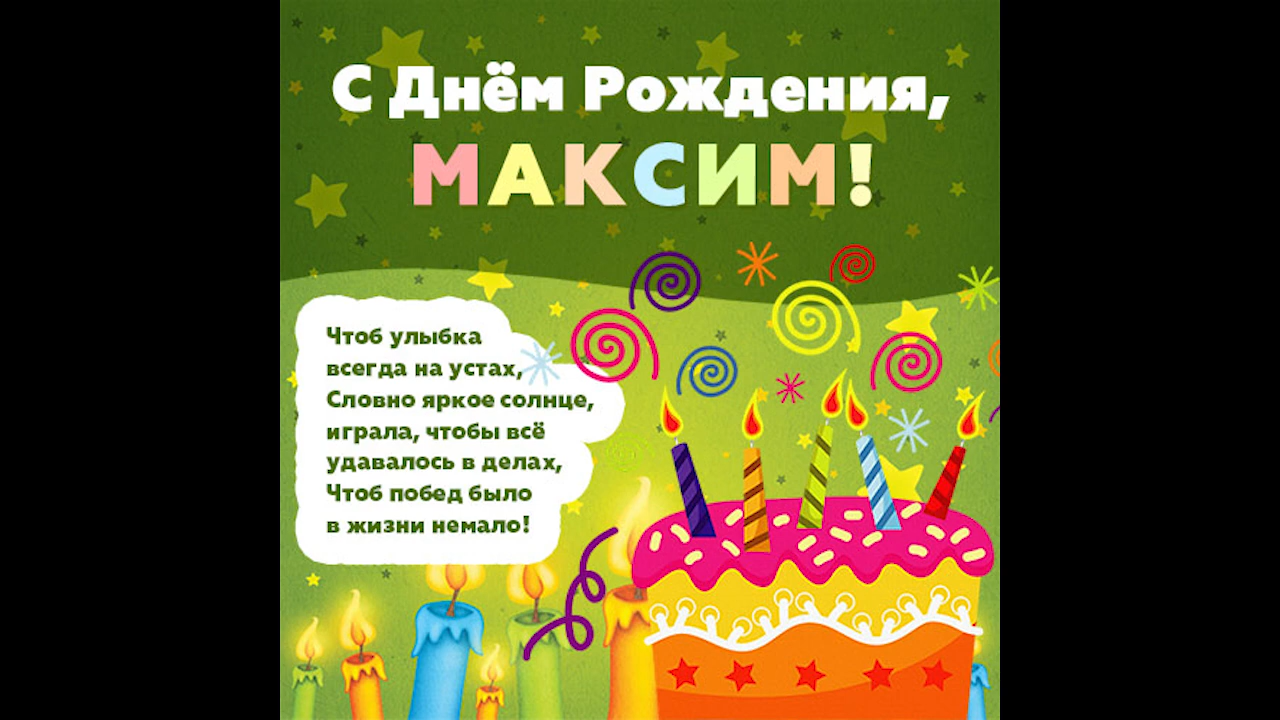 С Днём Рождения,
МАКСИМ!
Чтоб улыбка
всегда на устах,
Словно яркое солнце,
играла, чтобы всё
удавалось в делах,
Чтоб побед было
в жизни немало!